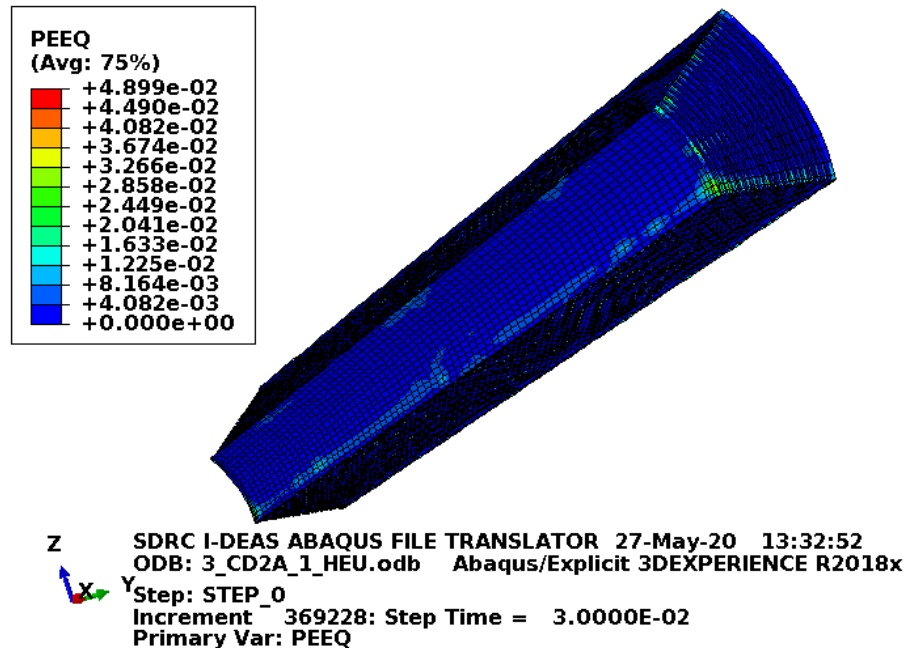 PEEQ
(Avg: 75%)
+4.899e-02
+4.490e-02
+4.082e-02
+3.674e-02
+3.266e-02
+2.858e-02
+2.449e-02
+2.041e-02
+1.633e-02
+1.225e-02
+8.164e-03
+4.082e-03
+0.000e+00
Z
X
Y
SDRC I-DEAS ABAQUS FILE TRANSLATOR 27-May-20 13:32:52
ODB: 3_CD2A_1_HEU.odb Abaqus/Explicit 3DEXPERIENCE R2018x
Step: STEP_0
Increment 369228: Step Time = 3.0000E-02
Primary Var: PEEQ